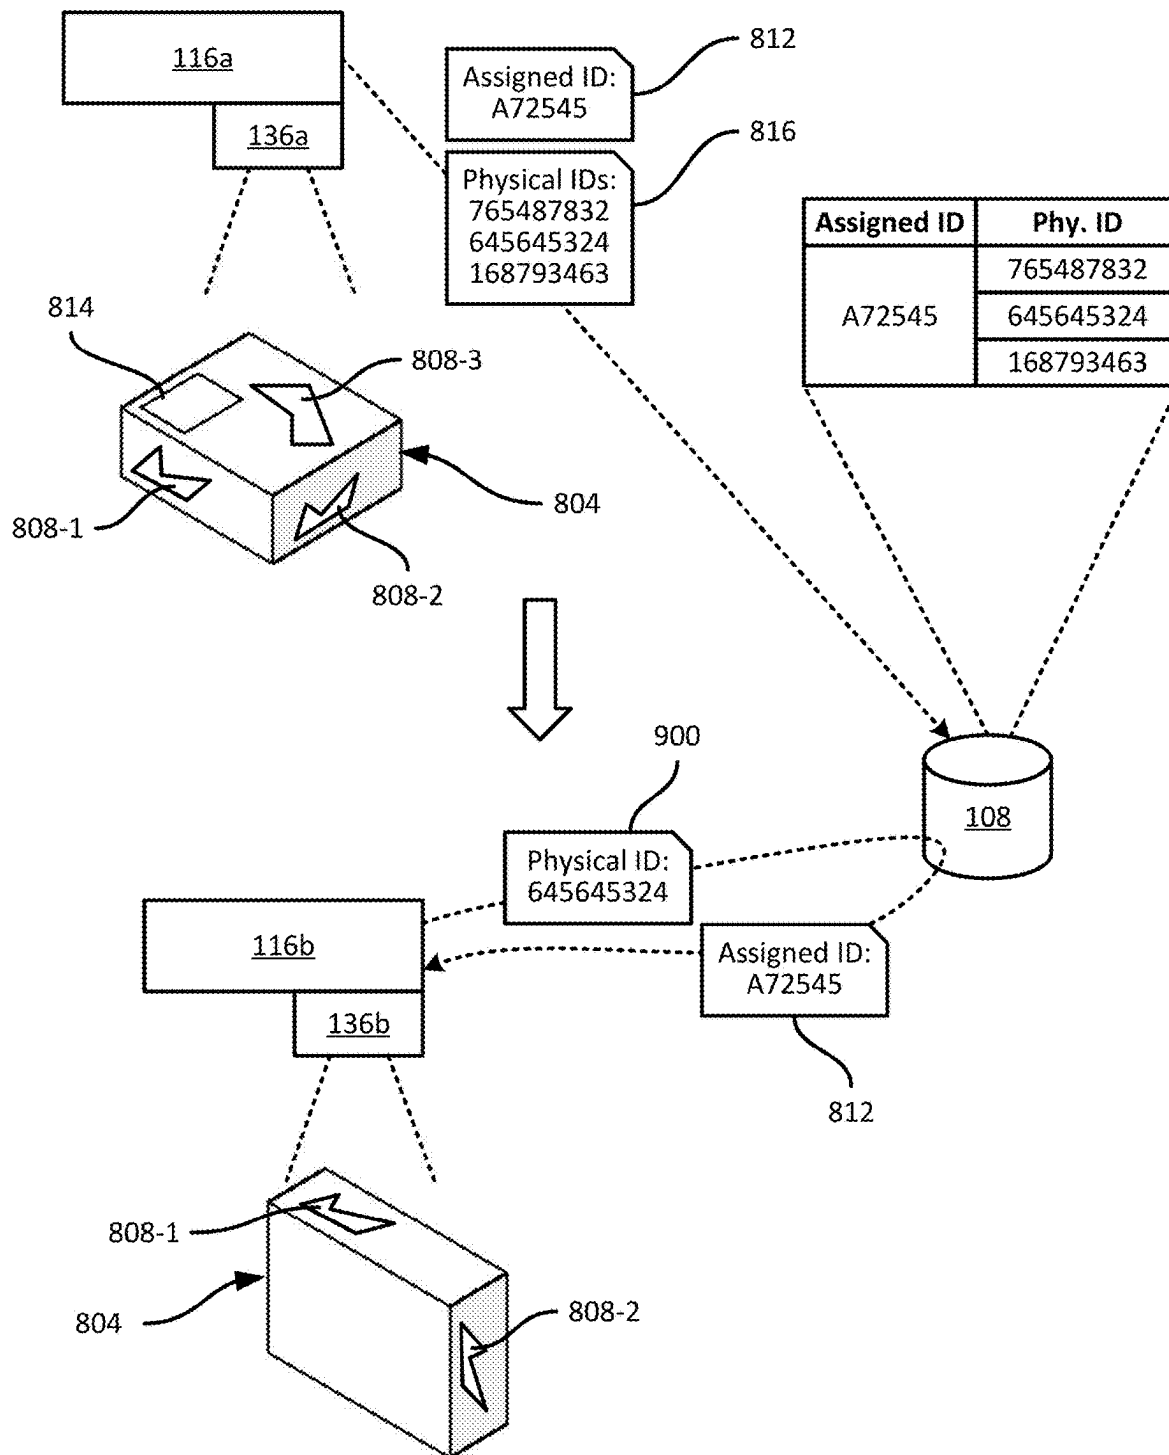 116a
136a
812
Assigned ID:
A72545
816
Physical IDs:
765487832
645645324
168793463
Assigned ID Phy. ID
A72545
765487832
645645324
168793463
814
808-3
804
808-1
808-2
900
108
Physical ID:
645645324
116b
136b
Assigned ID:
A72545
812
808-1
804
808-2